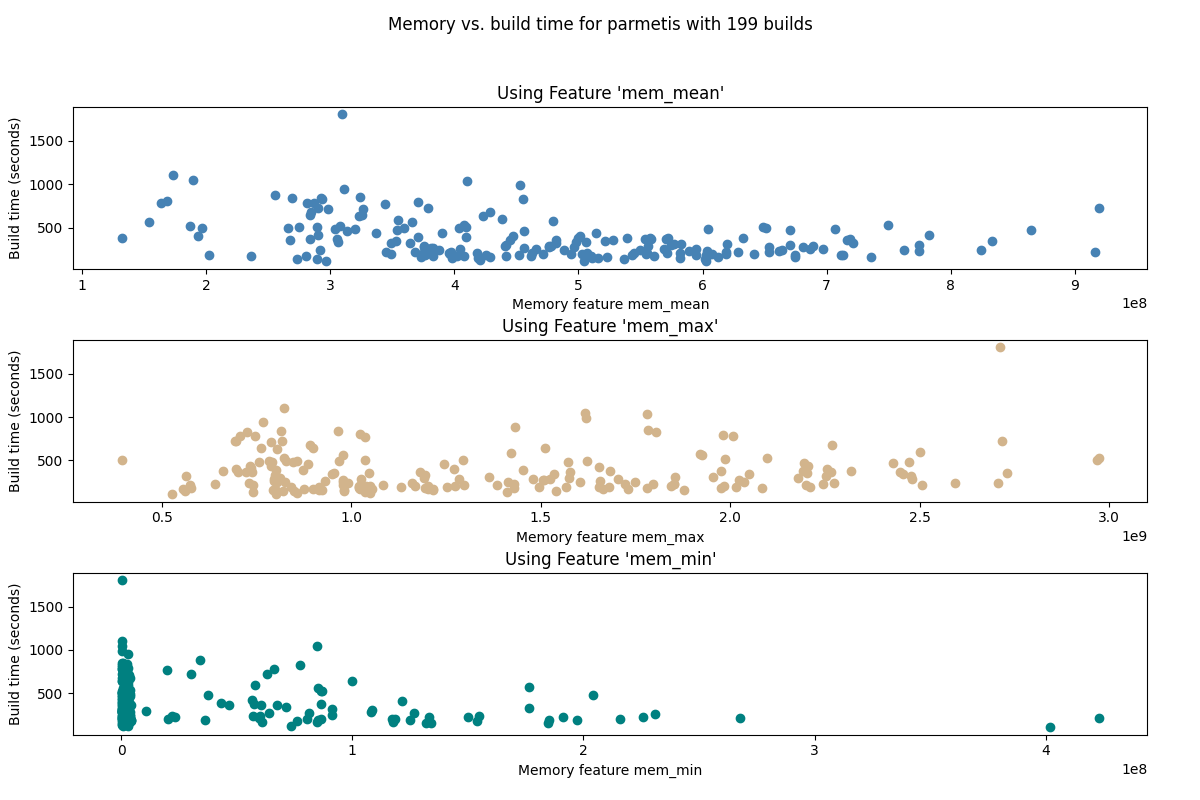 Memory vs. build time for parmetis with 199 builds
Using Feature 'mem_mean'
Build time (seconds)
1500
1000
500
1 2 3 4 5 6 7 8 9
1e8
Memory feature mem_mean
Using Feature 'mem_max'
Build time (seconds)
1500
1000
500
0.5 1.0 1.5 2.0 2.5 3.0
1e9
Memory feature mem_max
Using Feature 'mem_min'
Build time (seconds)
1500
1000
500
0 1 2 3 4
1e8
Memory feature mem_min